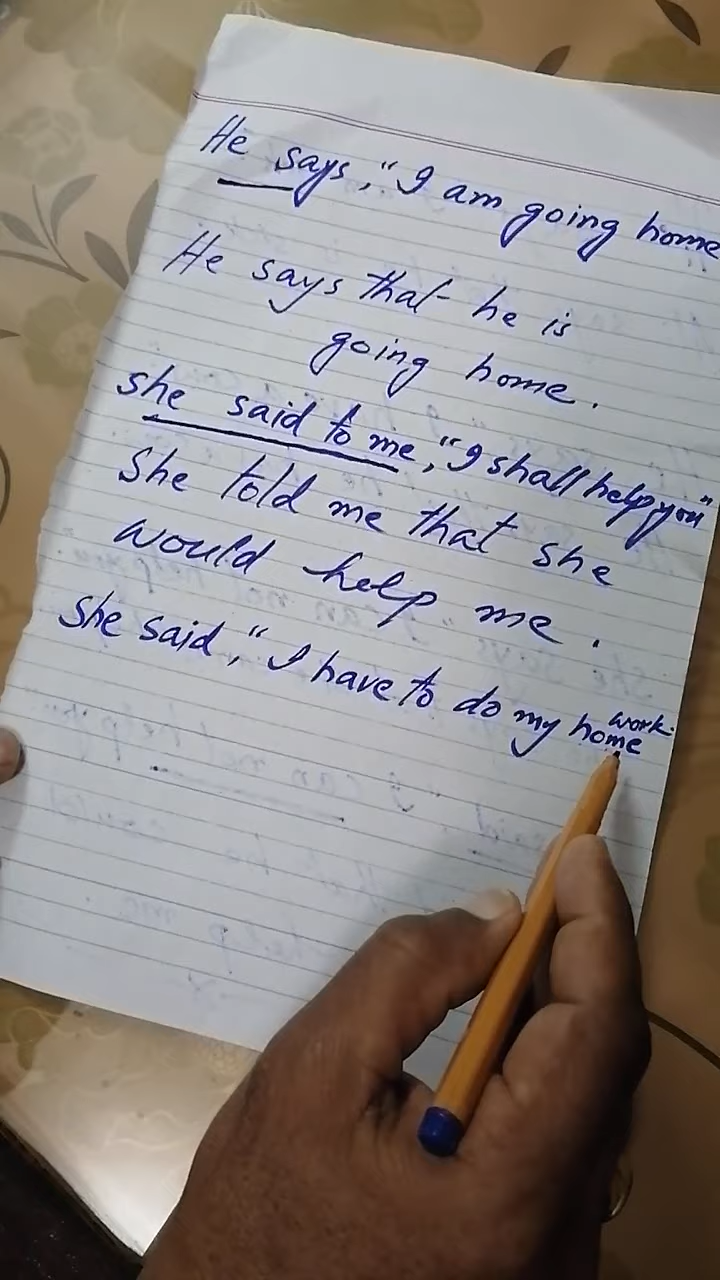 He says, "I am going home
He says that he is
going home.
she said to me, "I shall help you"
She told me that she
would help me.
She said, "I have to do my home work.